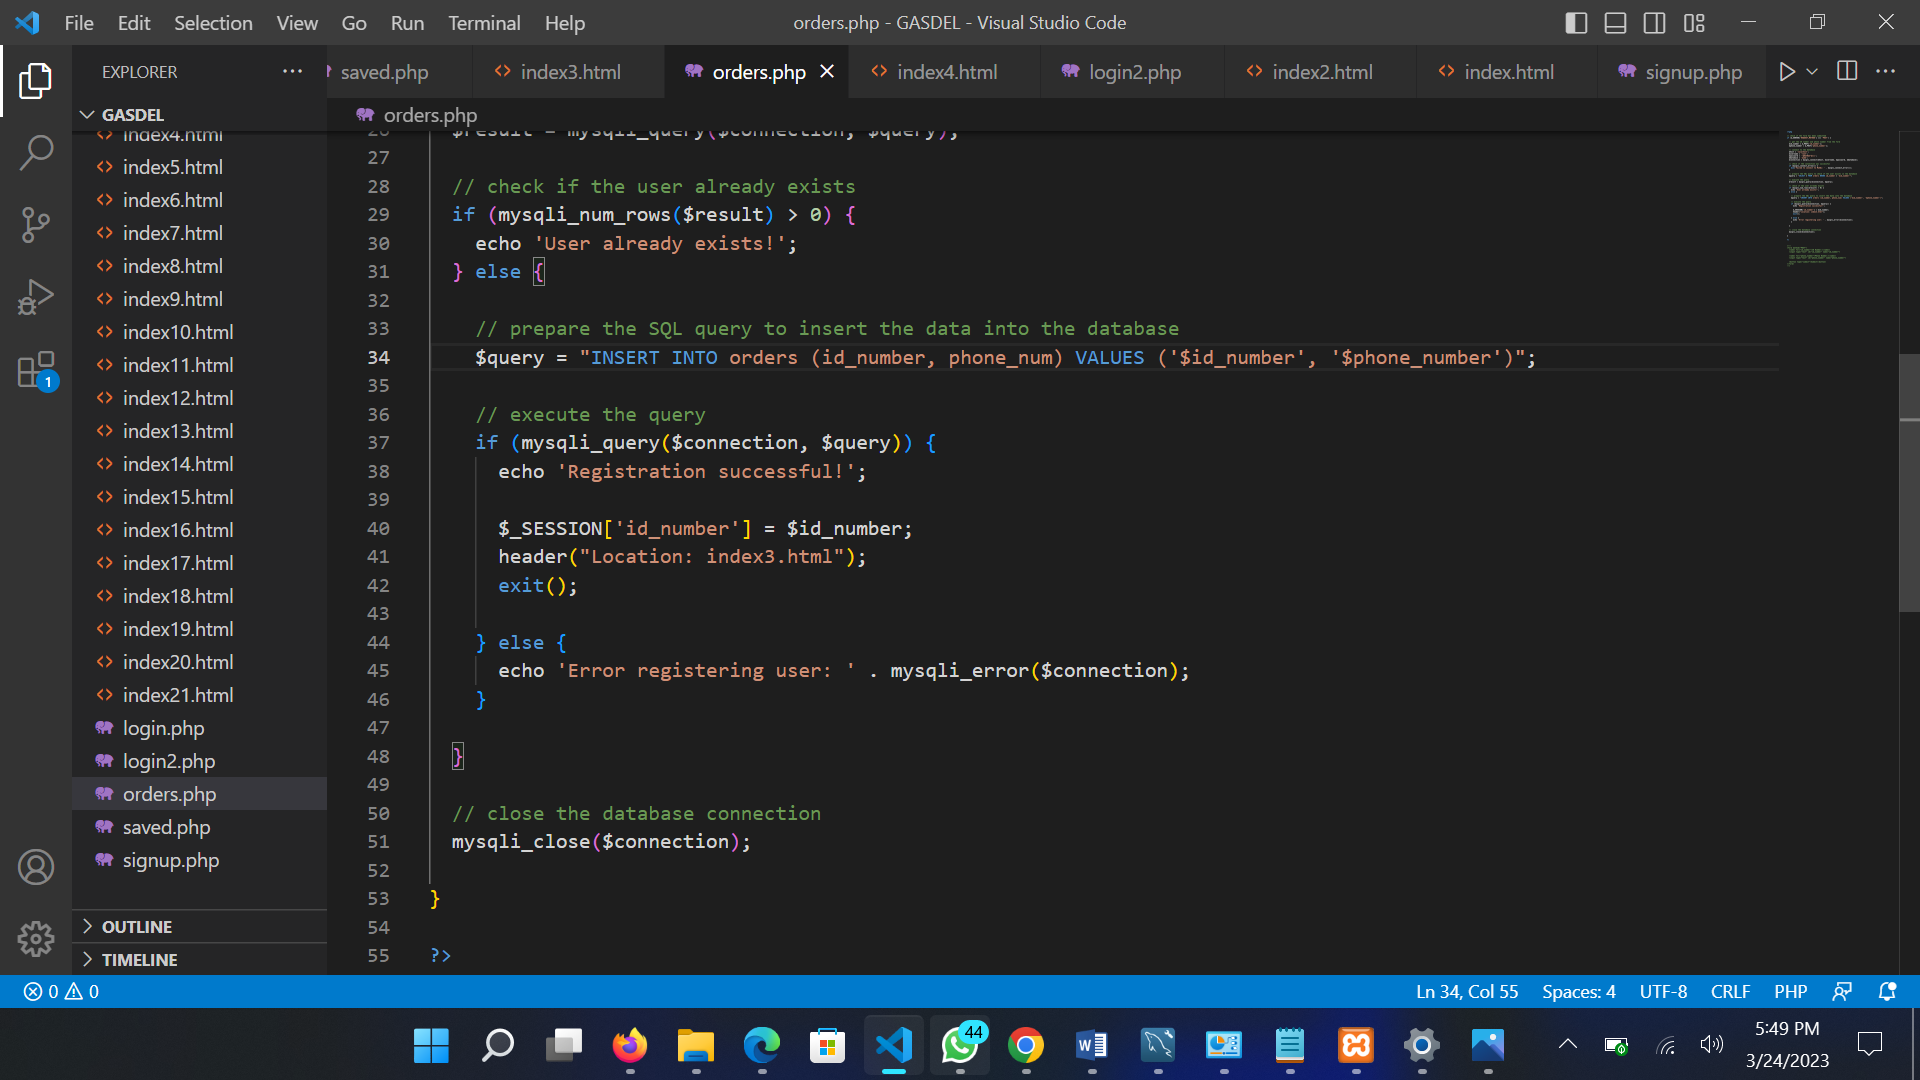 File Edit Selection View Go Run Terminal Help
orders.php - GASDEL - Visual Studio Code
EXPLORER
saved.php
index3.html
orders.php
index4.html
login2.php
index2.html
index.html
signup.php
GASDEL
orders.php
index4.html
index5.html
index6.html
index7.html
index8.html
index9.html
index10.html
index11.html
index12.html
index13.html
index14.html
index15.html
index16.html
index17.html
index18.html
index19.html
index20.html
index21.html
login.php
login2.php
orders.php
saved.php
signup.php
OUTLINE
TIMELINE
1
26 $result = mysqli_query($connection, $query);
27
28 // check if the user already exists
29 if (mysqli_num_rows($result) > 0) {
30 echo 'User already exists!';
31 } else {
32
33 // prepare the SQL query to insert the data into the database
34 $query = "INSERT INTO orders (id_number, phone_num) VALUES ('$id_number', '$phone_number')";
35
36 // execute the query
37 if (mysqli_query($connection, $query)) {
38 echo 'Registration successful!';
39
40 $_SESSION['id_number'] = $id_number;
41 header("Location: index3.html");
42 exit();
43
44 } else {
45 echo 'Error registering user: ' . mysqli_error($connection);
46 }
47
48 }
49
50 // close the database connection
51 mysqli_close($connection);
52
53 }
54
55 ?>
0 0
Ln 34, Col 55 Spaces: 4 UTF-8 CRLF PHP
44
5:49 PM
3/24/2023